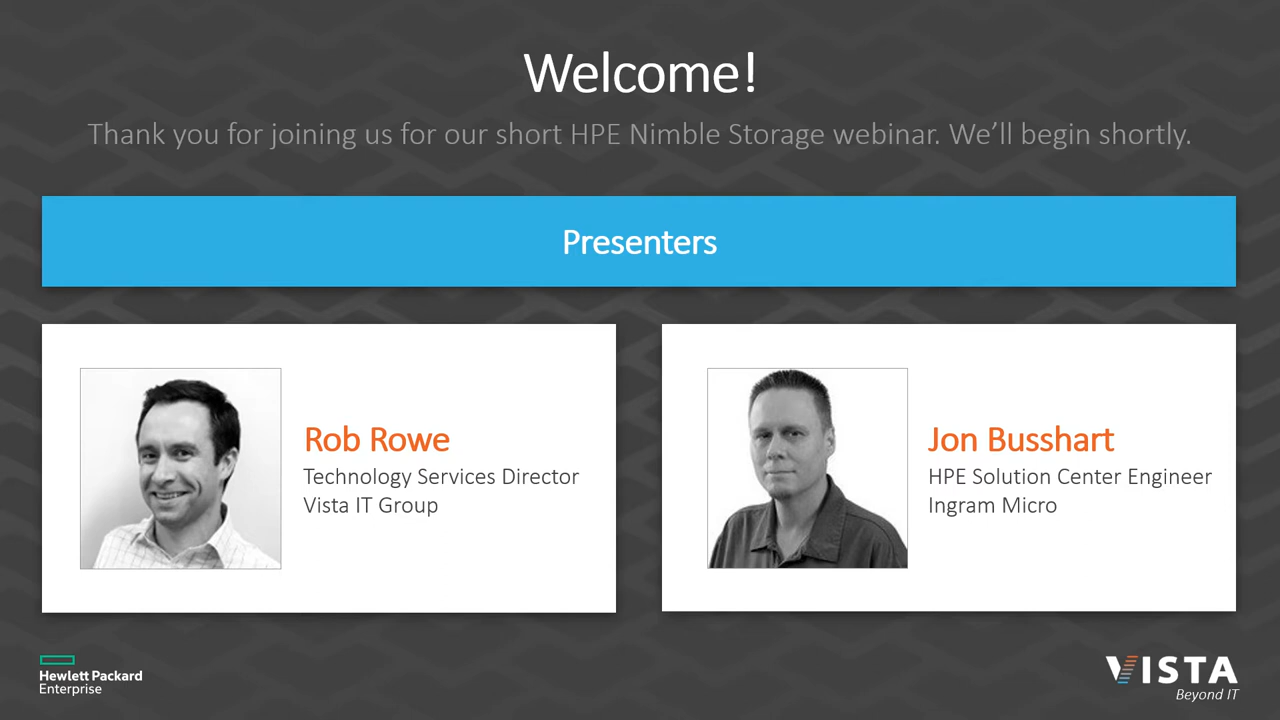 Welcome!
Thank you for joining us for our short HPE Nimble Storage webinar. We’ll begin shortly.
Presenters
Rob Rowe
Technology Services Director
Vista IT Group
Jon Busshart
HPE Solution Center Engineer
Ingram Micro
Hewlett Packard
Enterprise
VISTA
Beyond IT